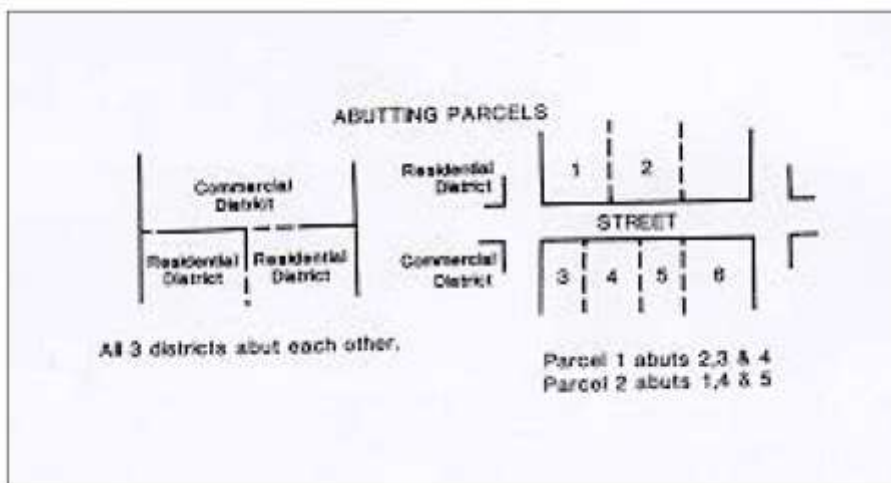 ABUTTING PARCELS
Commercial
District
Residential
District
Residential
District
All 3 districts abut each other.
Residential
District
Commercial
District
1
2
STREET
3
4
5
6
Parcel 1 abuts 2,3 & 4
Parcel 2 abuts 1,4 & 5